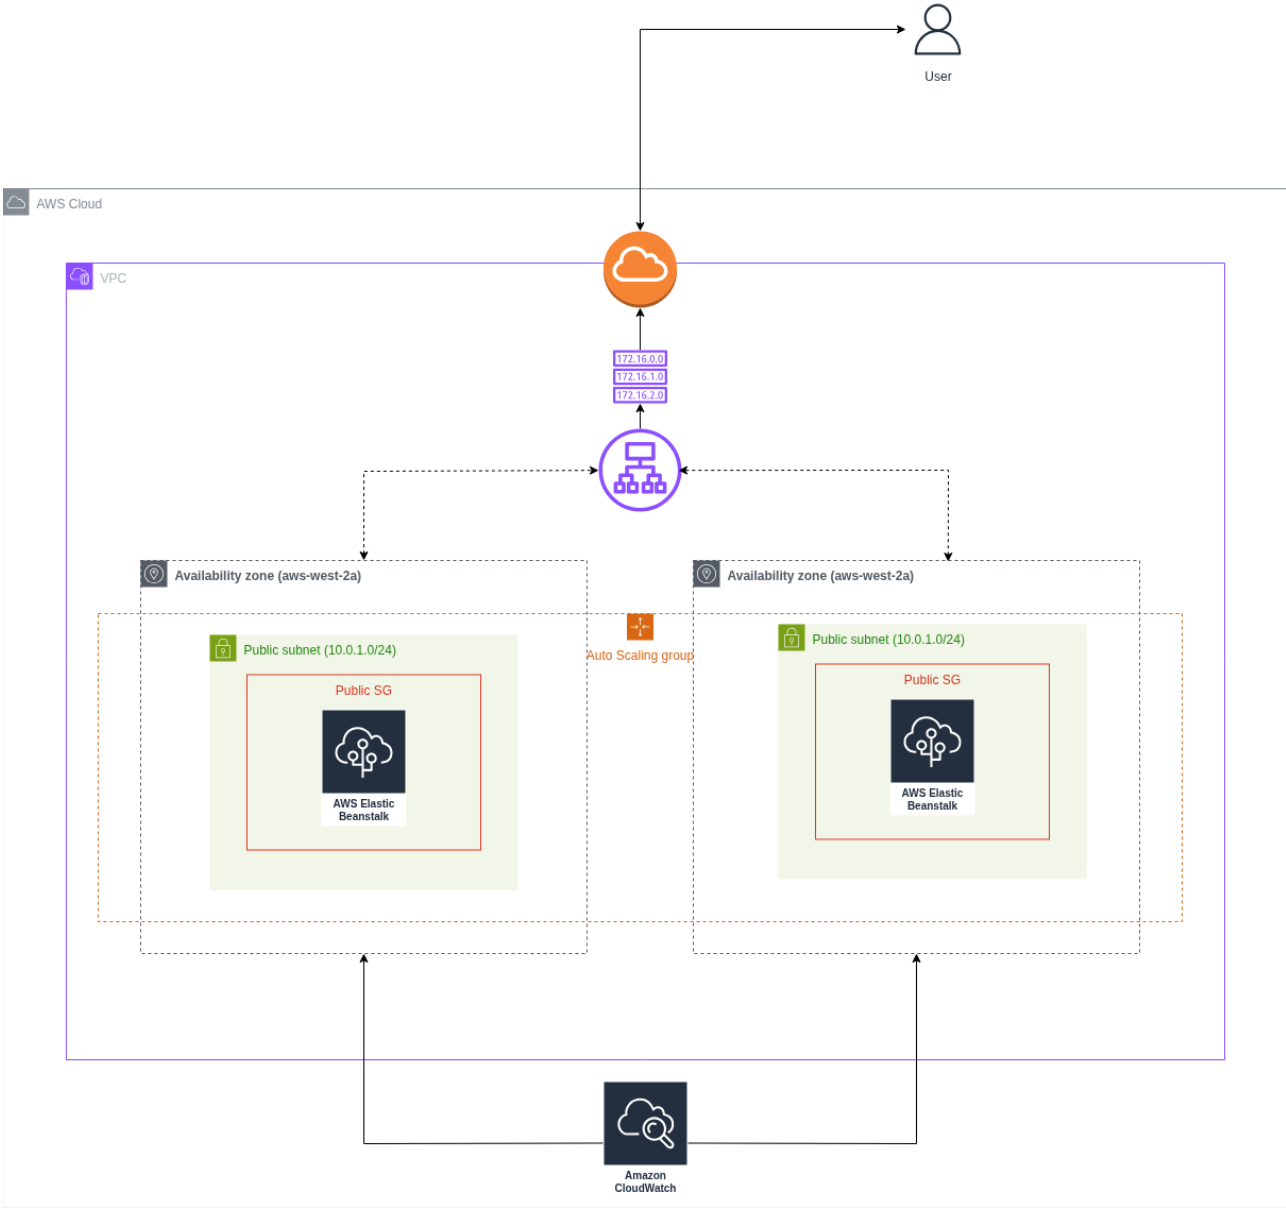 User
AWS Cloud
VPC
172.16.0.0
172.16.1.0
172.16.2.0
Availability zone (aws-west-2a)
Availability zone (aws-west-2a)
Auto Scaling group
Public subnet (10.0.1.0/24)
Public SG
AWS Elastic
Beanstalk
Public subnet (10.0.1.0/24)
Public SG
AWS Elastic
Beanstalk
Amazon
CloudWatch